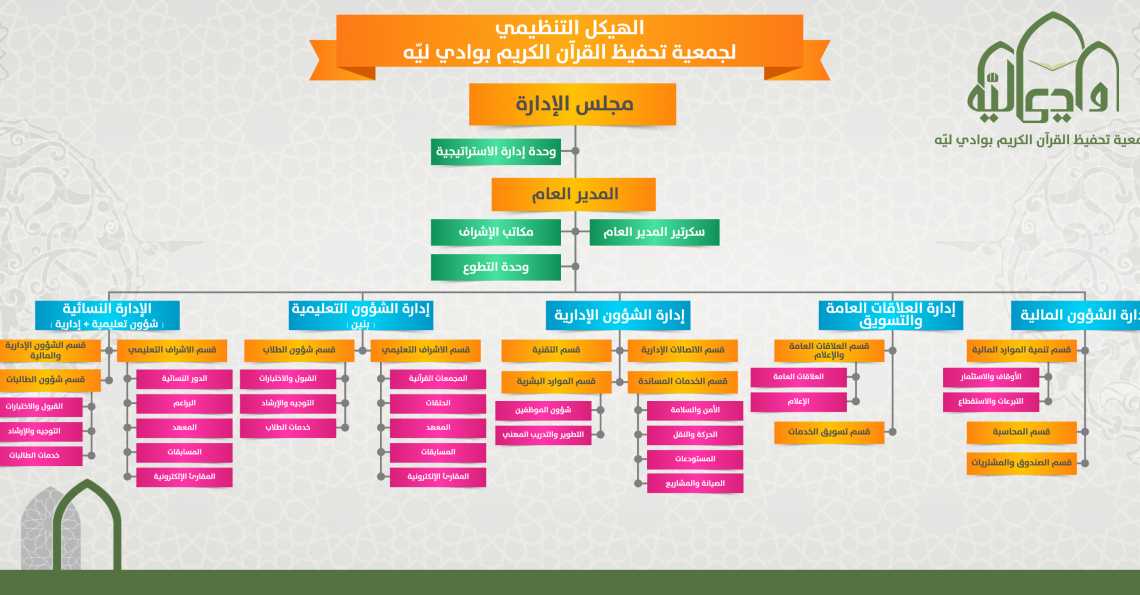 الهيكل التنظيمي
لجمعية تحفيظ القرآن الكريم بوادي ليّه
وادي ليّه
جمعية تحفيظ القرآن الكريم بوادي ليّه
مجلس الإدارة
وحدة إدارة الاستراتيجية
المدير العام
سكرتير المدير العام
مكاتب الإشراف
وحدة التطوع
إدارة الشؤون المالية
قسم تنمية الموارد المالية
الأوقاف والاستثمار
التبرعات والاستقطاع
قسم المحاسبة
قسم الصندوق والمشتريات
إدارة العلاقات العامة
والتسويق
قسم العلاقات العامة
والإعلام
العلاقات العامة
الإعلام
قسم تسويق الخدمات
إدارة الشؤون الإدارية
قسم الاتصالات الإدارية
قسم التقنية
قسم الخدمات المساندة
قسم الموارد البشرية
الأمن والسلامة
الحركة والنقل
المستودعات
الصيانة والمشاريع
شؤون الموظفين
التطوير والتدريب المهني
إدارة الشؤون التعليمية
( بنين )
قسم الاشراف التعليمي
المجمعات القرآنية
الحلقات
المعهد
المسابقات
المقارئ الإلكترونية
قسم شؤون الطلاب
القبول والاختبارات
التوجيه والإرشاد
خدمات الطلاب
الإدارة النسائية
( شؤون تعليمية + إدارية )
قسم الاشراف التعليمي
الدور النسائية
البراعم
المعهد
المسابقات
المقارئ الإلكترونية
قسم الشؤون الإدارية
والمالية
قسم شؤون الطالبات
القبول والاختبارات
التوجيه والإرشاد
خدمات الطالبات